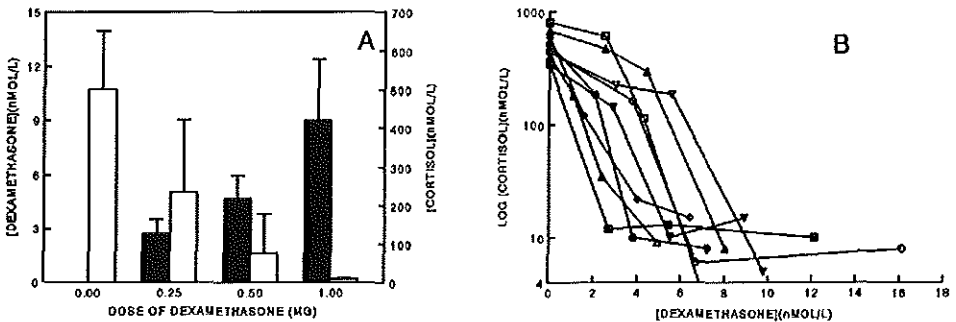 A
15
12
9
6
3
0
[DEXAMETHASONE](nMOL/L)
700
600
500
400
300
200
100
0
[CORTISOL](nMOL/L)
0.00 0.25 0.50 1.00
DOSE OF DEXAMETHASONE (MG)
B
1000
100
10
4
LOG [CORTISOL](nMOL/L)
0 2 4 6 8 10 12 14 16 18
[DEXAMETHASONE](nMOL/L)